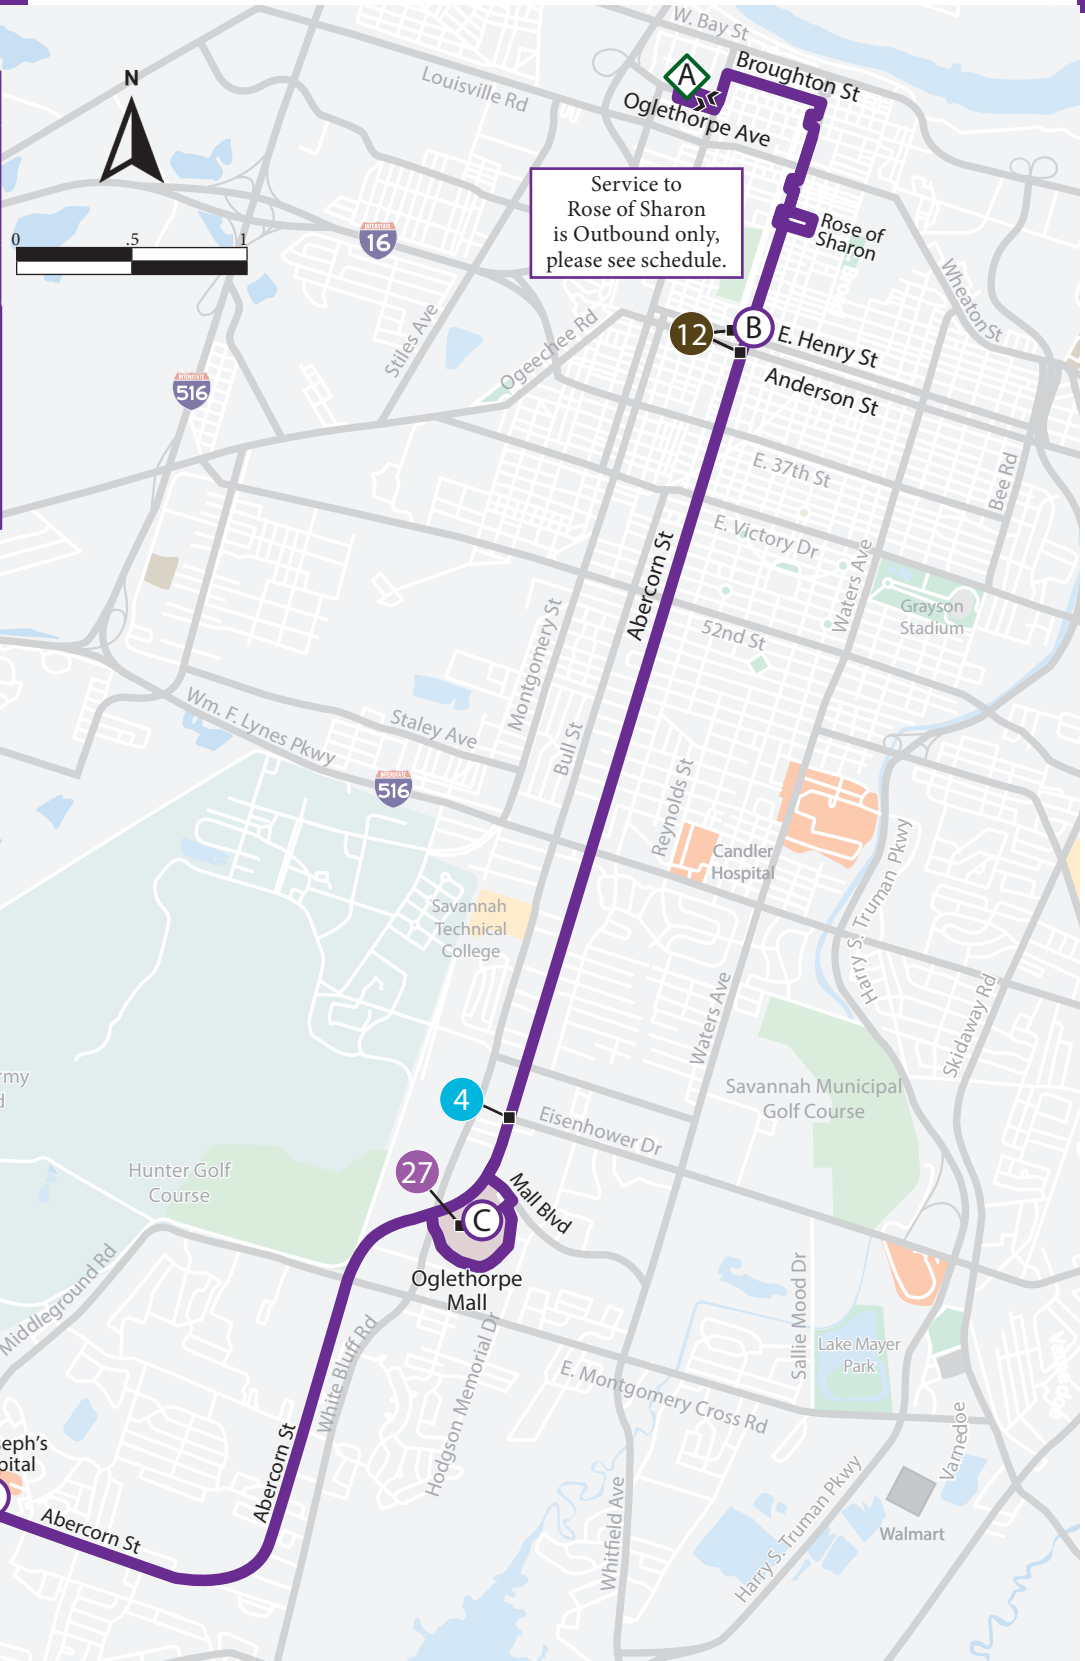 W. Bay St
N
Louisville Rd
A
Broughton St
Oglethorpe Ave
0 .5 1
INTERSTATE
16
Service to
Rose of Sharon
is Outbound only,
please see schedule.
Rose of
Sharon
Wheaton St
Stiles Ave
Ogeechee Rd
12
B
E. Henry St
INTERSTATE
516
Anderson St
E. 37th St
Bee Rd
E. Victory Dr
Abercorn St
Waters Ave
Grayson
Stadium
52nd St
Montgomery St
Wm. F. Lynes Pkwy
Staley Ave
Bull St
INTERSTATE
516
Reynolds St
Candler
Hospital
Harry S. Truman Pkwy
Savannah
Technical
College
Waters Ave
Skidaway Rd
Savannah Municipal
Golf Course
4
Eisenhower Dr
Hunter Golf
Course
27
Mall Blvd
C
Oglethorpe
Mall
Middleground Rd
White Bluff Rd
Hodgson Memorial Dr
Sallie Mood Dr
Lake Mayer
Park
E. Montgomery Cross Rd
Varnedoe
seph's
pital
Abercorn St
Abercorn St
Whitfield Ave
Harry S. Truman Pkwy
Walmart